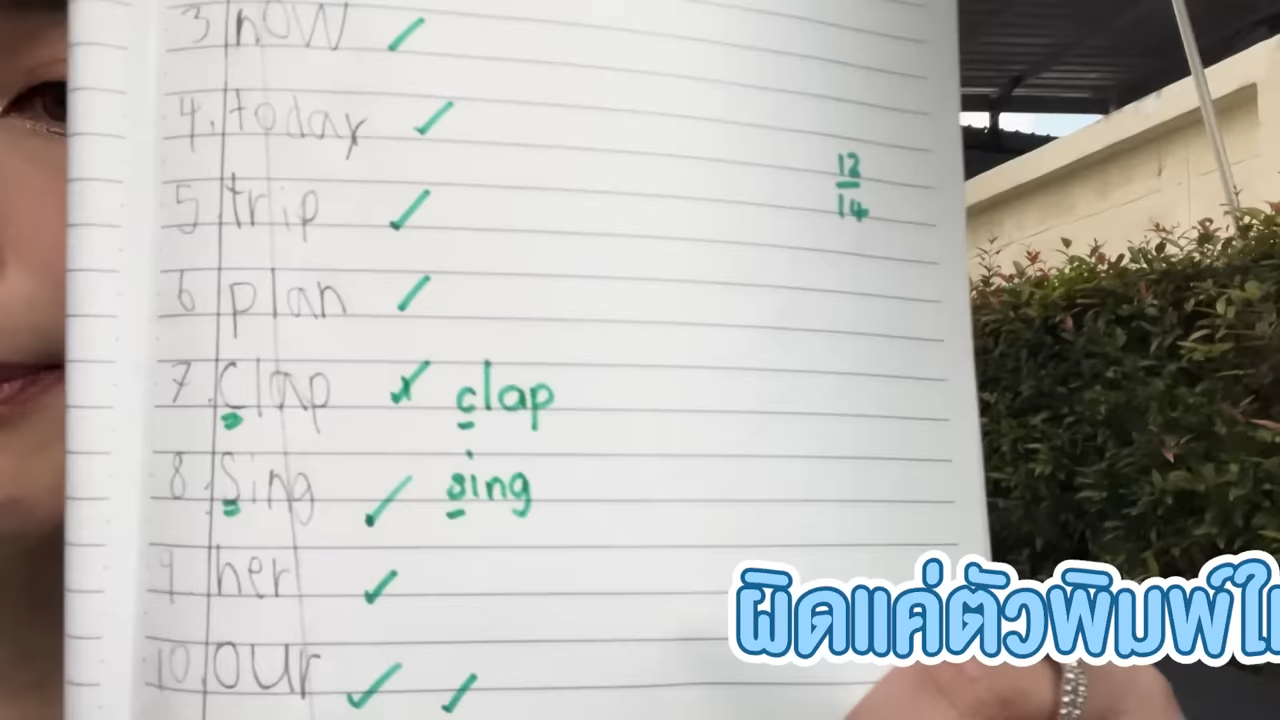 3 now
4. today
12
14
5 trip
6 plan
7 Clap clap
8. Sing sing
9 her
10. our
ผิดแค่ตัวพิมพ์ให